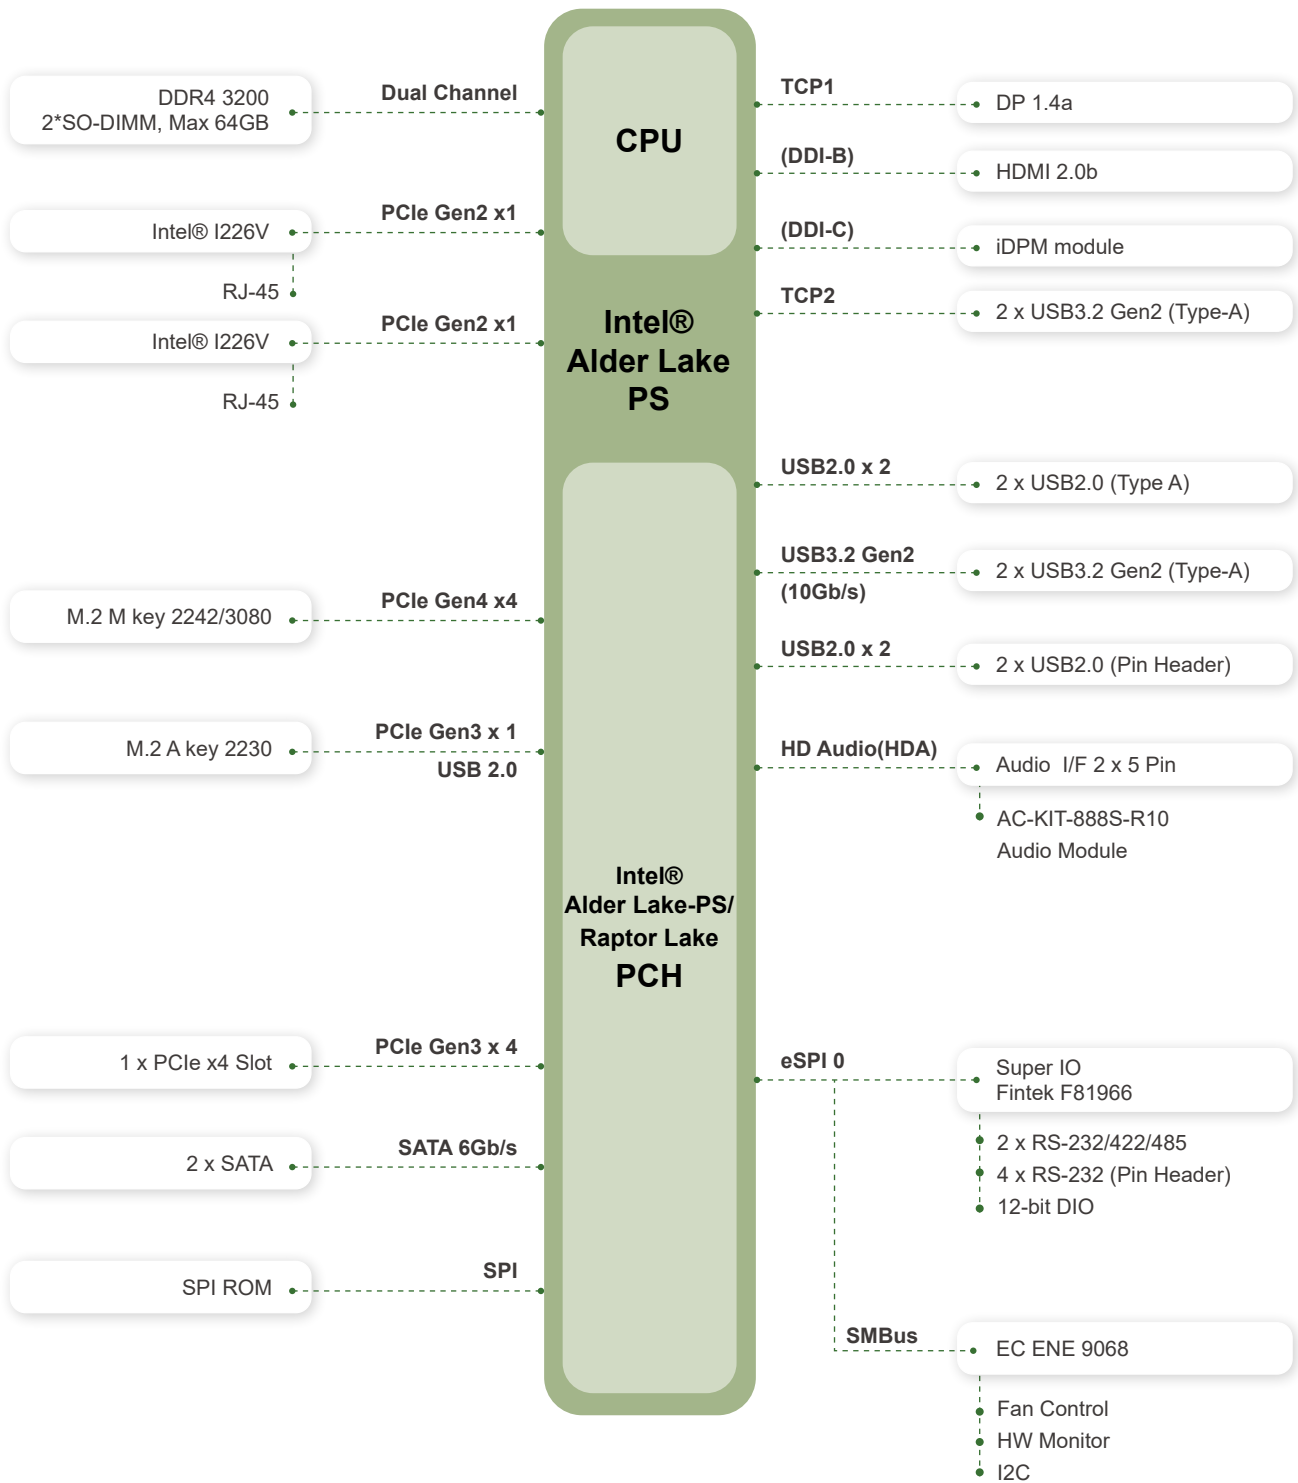 DDR4 3200
2*SO-DIMM, Max 64GB
Dual Channel
Intel® I226V
PCIe Gen2 x1
RJ-45
Intel® I226V
PCIe Gen2 x1
RJ-45
M.2 M key 2242/3080
PCIe Gen4 x4
M.2 A key 2230
PCIe Gen3 x 1
USB 2.0
1 x PCIe x4 Slot
PCIe Gen3 x 4
2 x SATA
SATA 6Gb/s
SPI ROM
SPI
CPU
Intel®
Alder Lake
PS
Intel®
Alder Lake-PS/
Raptor Lake
PCH
TCP1
DP 1.4a
(DDI-B)
HDMI 2.0b
(DDI-C)
iDPM module
TCP2
2 x USB3.2 Gen2 (Type-A)
USB2.0 x 2
2 x USB2.0 (Type A)
USB3.2 Gen2
(10Gb/s)
2 x USB3.2 Gen2 (Type-A)
USB2.0 x 2
2 x USB2.0 (Pin Header)
HD Audio(HDA)
Audio  I/F 2 x 5 Pin
AC-KIT-888S-R10
Audio Module
eSPI 0
Super IO
Fintek F81966
2 x RS-232/422/485
4 x RS-232 (Pin Header)
12-bit DIO
SMBus
EC ENE 9068
Fan Control
HW Monitor
I2C